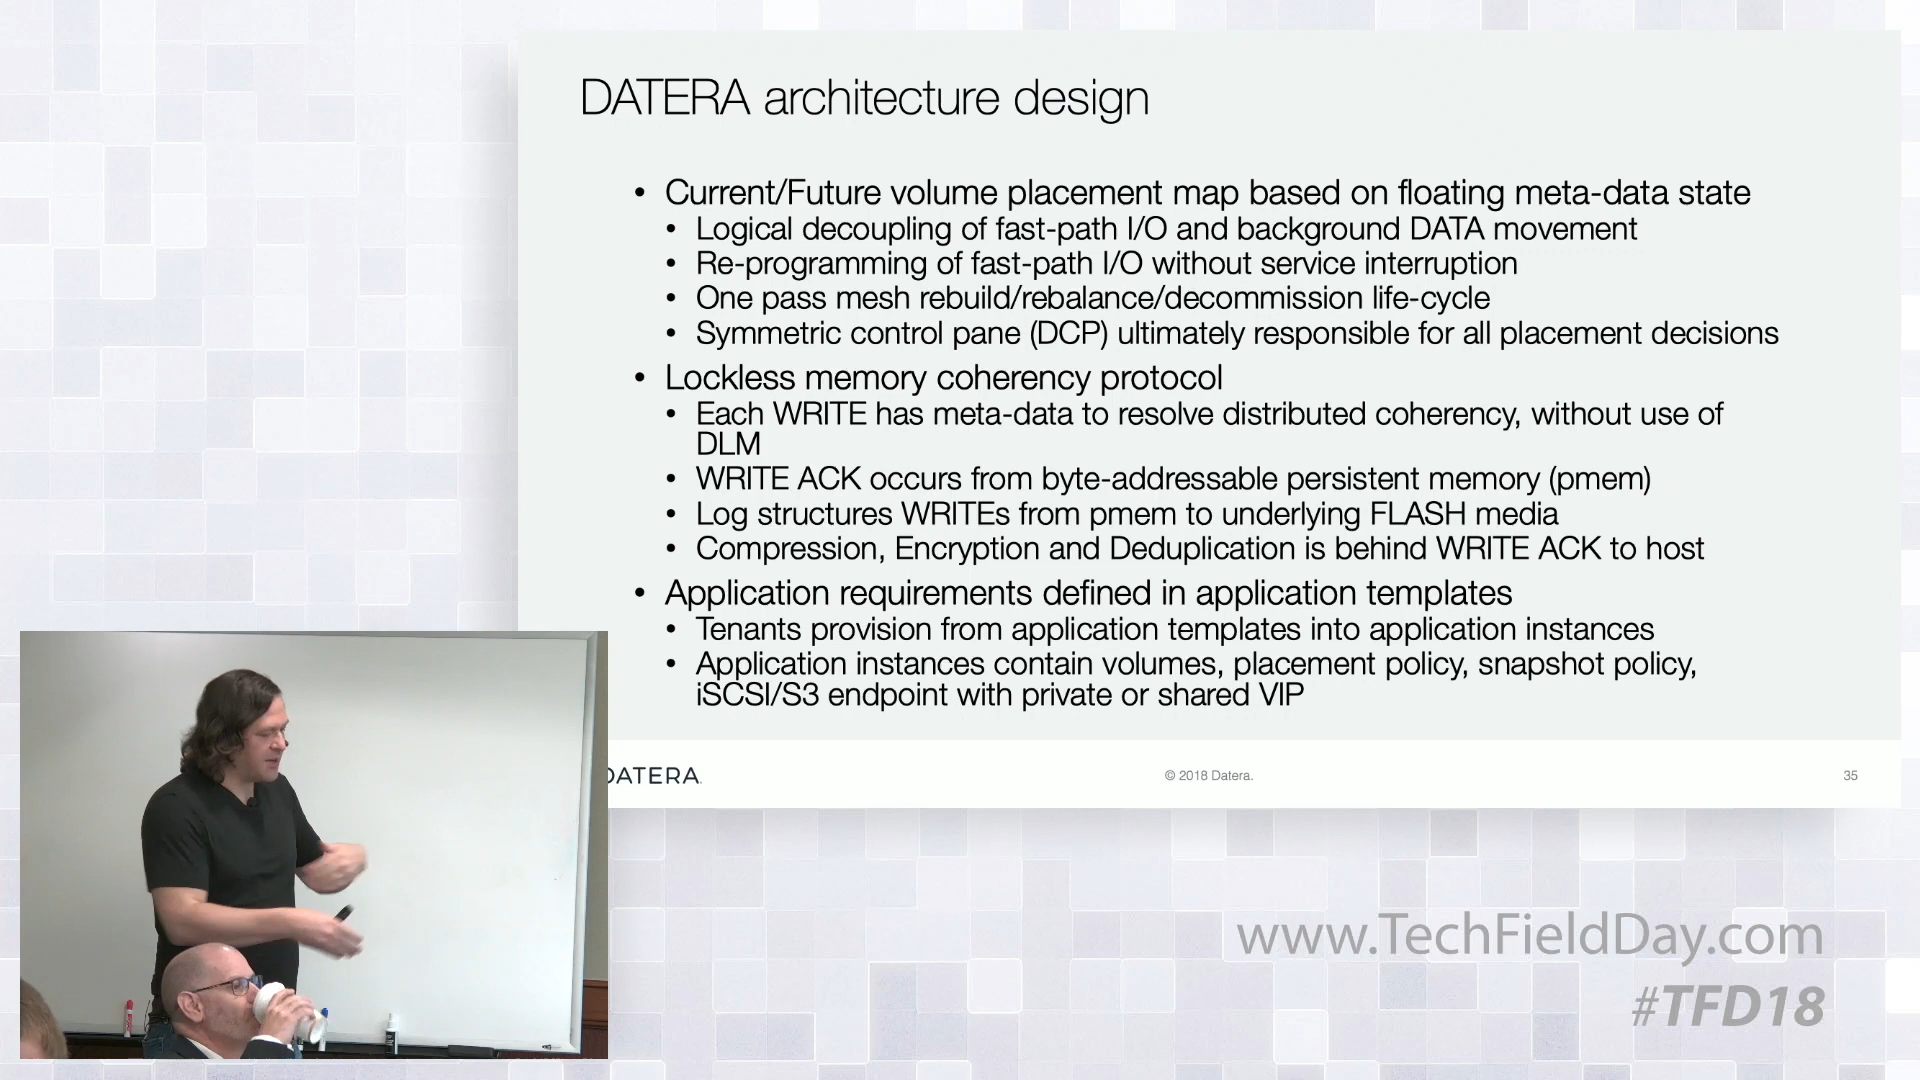 DATERA architecture design
• Current/Future volume placement map based on floating meta-data state
• Logical decoupling of fast-path I/O and background DATA movement
• Re-programming of fast-path I/O without service interruption
• One pass mesh rebuild/rebalance/decommission life-cycle
• Symmetric control pane (DCP) ultimately responsible for all placement decisions
• Lockless memory coherency protocol
• Each WRITE has meta-data to resolve distributed coherency, without use of
DLM
• WRITE ACK occurs from byte-addressable persistent memory (pmem)
• Log structures WRITEs from pmem to underlying FLASH media
• Compression, Encryption and Deduplication is behind WRITE ACK to host
• Application requirements defined in application templates
• Tenants provision from application templates into application instances
• Application instances contain volumes, placement policy, snapshot policy,
iSCSI/S3 endpoint with private or shared VIP
DATERA.
© 2018 Datera.
35
www.TechFieldDay.com
#TFD18